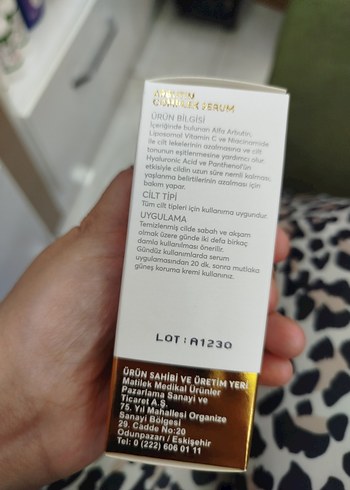 ARBUTIN
COMPLEX SERUM
ÜRÜN BİLGİSİ
İçeriğinde bulunan Alfa Arbutin,
Liposomal Vitamin C ve Niacinamide
ile cilt lekelerinin azalmasına ve cilt
tonunun eşitlenmesine yardımcı olur.
Hyaluronic Acid ve Panthenol'ün
etkisiyle cildin uzun süre nemli kalması,
yaşlanma belirtilerinin azalması için
bakım yapar.
CİLT TİPİ
Tüm cilt tipleri için kullanıma uygundur.
UYGULAMA
Temizlenmiş cilde sabah ve akşam
olmak üzere günde iki defa birkaç
damla kullanılması önerilir.
Gündüz kullanımlarda serum
uygulamasından 20 dk. sonra mutlaka
güneş koruma kremi kullanınız.
LOT: A1230
ÜRÜN SAHİBİ VE ÜRETİM YERİ
Matilek Medikal Ürünler
Pazarlama Sanayi ve
Ticaret A.Ş.
75. Yıl Mahallesi Organize
Sanayi Bölgesi
29. Cadde No:20
Odunpazarı / Eskişehir
Tel: 0 (222) 606 01 11